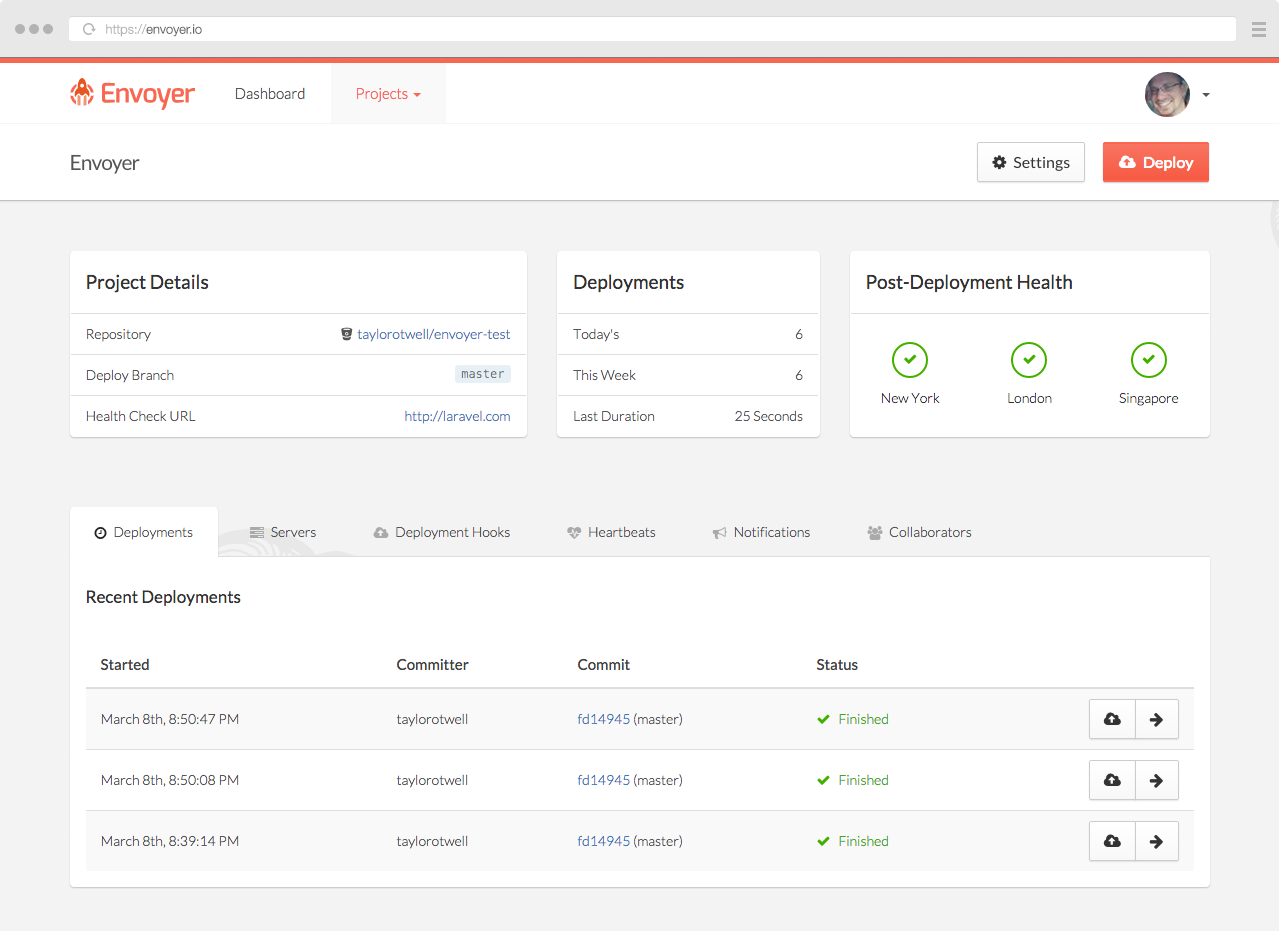 https://envoyer.io
Envoyer Dashboard Projects
Envoyer Settings Deploy
Project Details
Repository taylorotwell/envoyer-test
Deploy Branch master
Health Check URL http://laravel.com
Deployments
Today's 6
This Week 6
Last Duration 25 Seconds
Post-Deployment Health
New York London Singapore
Deployments Servers Deployment Hooks Heartbeats Notifications Collaborators
Recent Deployments
Started Committer Commit Status
March 8th, 8:50:47 PM taylorotwell fd14945 (master) Finished
March 8th, 8:50:08 PM taylorotwell fd14945 (master) Finished
March 8th, 8:39:14 PM taylorotwell fd14945 (master) Finished